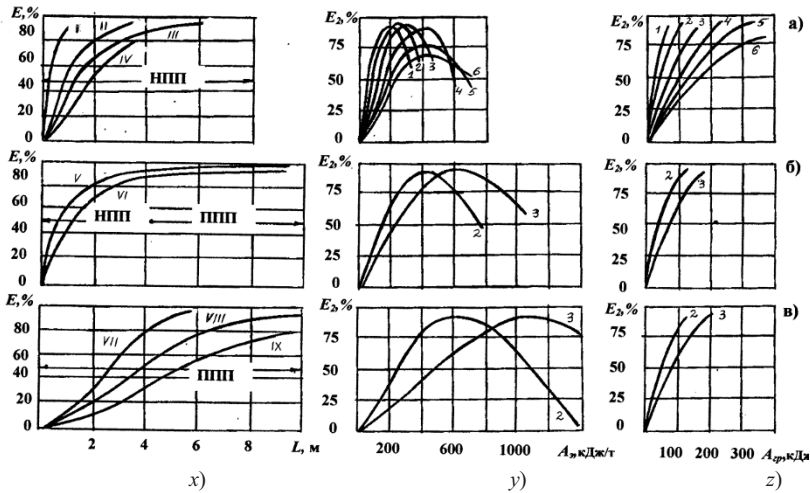 E,% E₂,% E₂,% а)
80 I II III 75 75 1 2 3 4 5
60 IV 6
НПП
40 50 1 2 3 6 50
20 25 4 5 25
0 0 0
E,% E₂,% E₂,% б)
80 V 75 75 2 3
60 VI
НПП ППП 50 2 3 50
40
20 25 25
0 0 0
E,% E₂,% E₂,% в)
80 VII VIII 75 3 75 2 3
60 IX
40 ППП 50 50
20 25 2 25
0 0 0
2 4 6 8 L, м 200 600 1000 Aэ,кДж/т 100 200 300 Aгр,кДж
x) y) z)